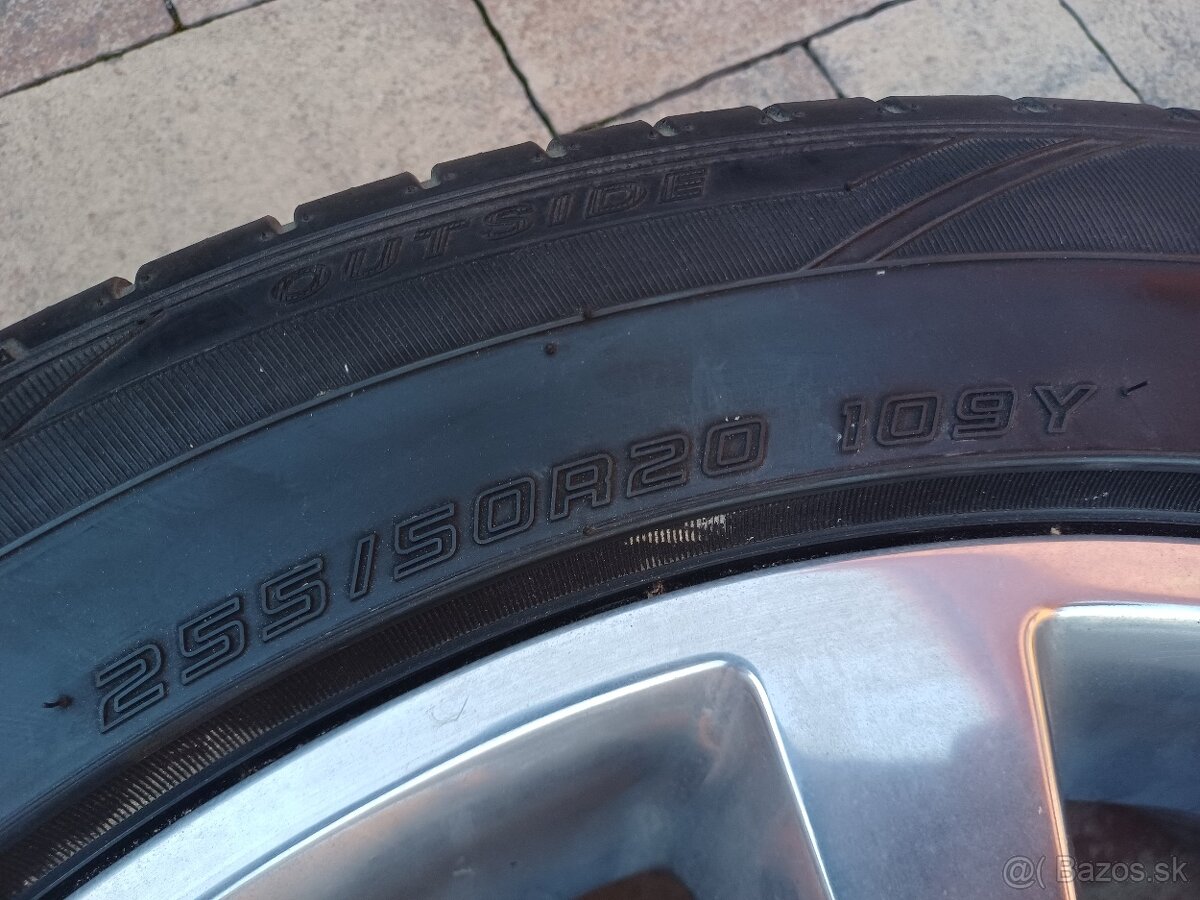 OUTSIDE
255/50R20 109Y
@( Bazos.sk